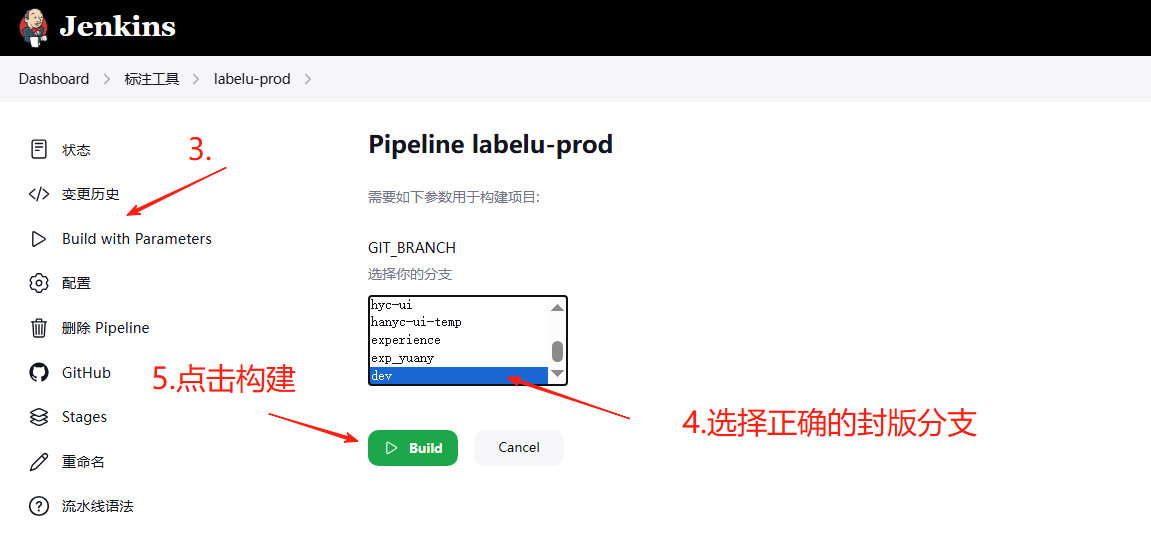 Jenkins
Dashboard > 标注工具 > labelu-prod >
状态
3.
变更历史
Build with Parameters
配置
删除 Pipeline
GitHub
Stages
重命名
流水线语法
Pipeline labelu-prod
需要如下参数用于构建项目:
GIT_BRANCH
选择你的分支
hyc-ui
hanyc-ui-temp
experience
exp_yuany
dev
5.点击构建
4.选择正确的封版分支
Build
Cancel